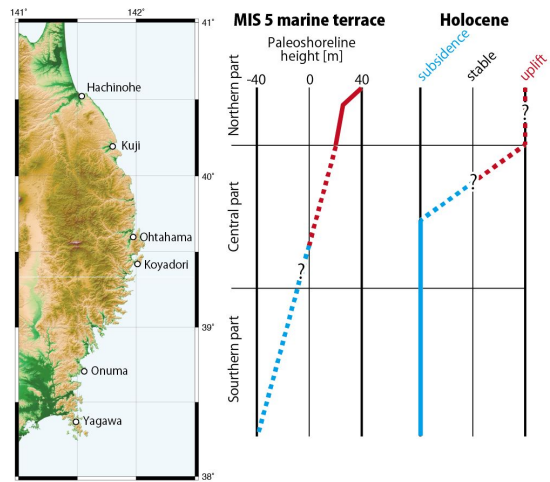 141°
142°
41°
Hachinohe
Kuji
40°
Ohtahama
Koyadori
39°
Onuma
Yagawa
38°
MIS 5 marine terrace
Paleoshoreline
height [m]
-40
0
40
Northern part
Central part
Sourthern part
?
Holocene
subsidence
stable
uplift
?
?